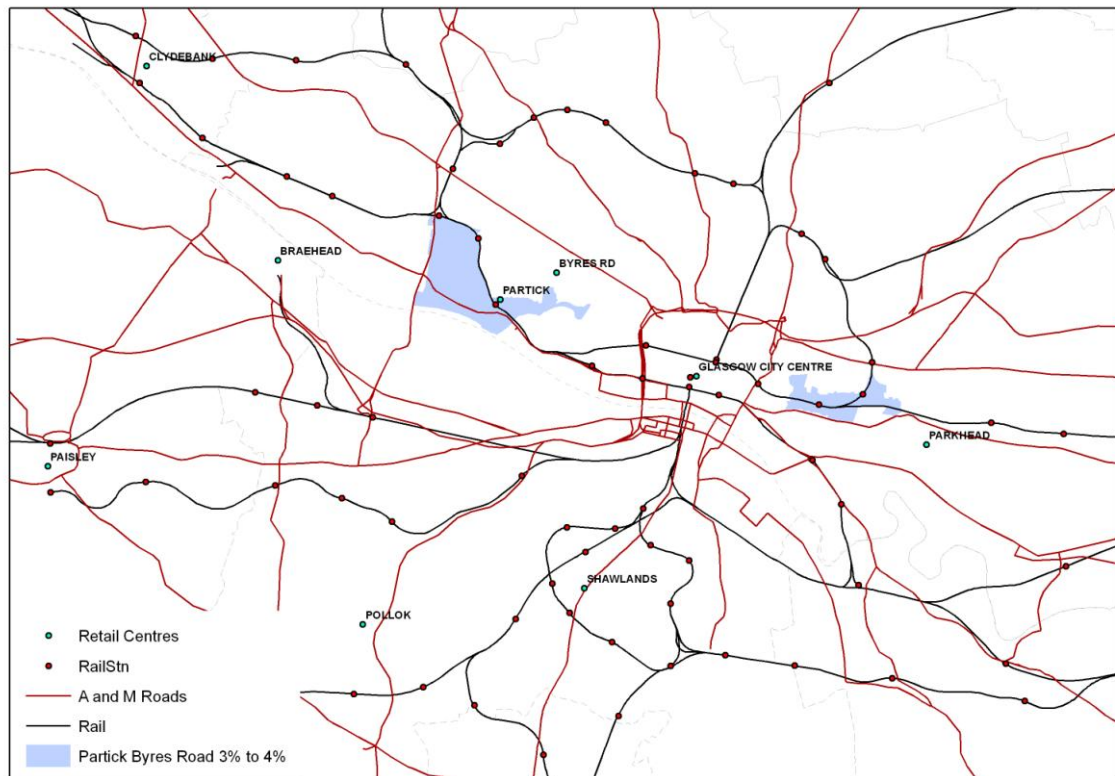 CLYDEBANK
BRAEHEAD
BYRES RD
PARTICK
GLASGOW CITY CENTRE
PARKHEAD
PAISLEY
SHAWLANDS
POLLOK
Retail Centres
RailStn
A and M Roads
Rail
Partick Byres Road 3% to 4%